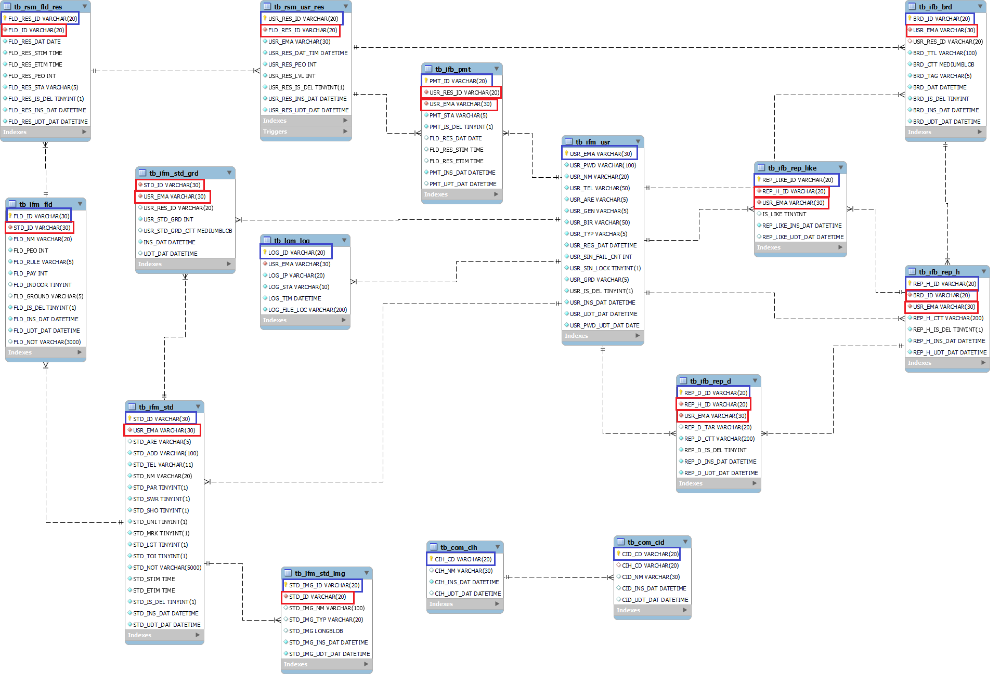 tb_rsm_fld_res
FLD_RES_ID VARCHAR(20)
FLD_ID VARCHAR(20)
FLD_RES_DAT DATE
FLD_RES_STIM TIME
FLD_RES_ETIM TIME
FLD_RES_PEO INT
FLD_RES_STA VARCHAR(5)
FLD_RES_IS_DEL TINYINT(1)
FLD_RES_INS_DAT DATETIME
FLD_RES_UDT_DAT DATETIME
Indexes
tb_rsm_usr_res
USR_RES_ID VARCHAR(20)
FLD_RES_ID VARCHAR(20)
USR_EMA VARCHAR(30)
USR_RES_DAT_TIM DATETIME
USR_RES_PEO INT
USR_RES_LVL INT
USR_RES_IS_DEL TINYINT(1)
USR_RES_INS_DAT DATETIME
USR_RES_UDT_DAT DATETIME
Indexes
Triggers
tb_ifb_pmt
PMT_ID VARCHAR(20)
USR_RES_ID VARCHAR(20)
USR_EMA VARCHAR(30)
PMT_STA VARCHAR(5)
PMT_IS_DEL TINYINT(1)
FLD_RES_DAT DATE
FLD_RES_STIM TIME
FLD_RES_ETIM TIME
PMT_INS_DAT DATETIME
PMT_UPT_DAT DATETIME
Indexes
tb_ifb_brd
BRD_ID VARCHAR(20)
USR_EMA VARCHAR(30)
USR_RES_ID VARCHAR(20)
BRD_TTL VARCHAR(100)
BRD_CTT MEDIUMBLOB
BRD_TAG VARCHAR(5)
BRD_DAT DATETIME
BRD_IS_DEL TINYINT
BRD_INS_DAT DATETIME
BRD_UDT_DAT DATETIME
Indexes
tb_ifm_usr
USR_EMA VARCHAR(30)
USR_PWD VARCHAR(100)
USR_NM VARCHAR(20)
USR_TEL VARCHAR(50)
USR_ARE VARCHAR(5)
USR_GEN VARCHAR(5)
USR_BIR VARCHAR(50)
USR_TYP VARCHAR(5)
USR_REG_DAT DATETIME
USR_SIN_FAIL_CNT INT
USR_SIN_LOCK TINYINT(1)
USR_GRD VARCHAR(5)
USR_IS_DEL TINYINT(1)
USR_INS_DAT DATETIME
USR_UDT_DAT DATETIME
USR_PWD_UDT_DAT DATE
Indexes
tb_ifb_rep_like
REP_LIKE_ID VARCHAR(20)
REP_H_ID VARCHAR(20)
USR_EMA VARCHAR(30)
IS_LIKE TINYINT
REP_LIKE_INS_DAT DATETIME
REP_LIKE_UDT_DAT DATETIME
Indexes
tb_ifm_std_grd
STD_ID VARCHAR(30)
USR_EMA VARCHAR(30)
USR_RES_ID VARCHAR(20)
USR_STD_GRD INT
USR_STD_GRD_CTT MEDIUMBLOB
INS_DAT DATETIME
UDT_DAT DATETIME
Indexes
tb_ifm_fld
FLD_ID VARCHAR(30)
STD_ID VARCHAR(30)
FLD_NM VARCHAR(20)
FLD_PEO INT
FLD_RULE VARCHAR(5)
FLD_PAY INT
FLD_INDOOR TINYINT
FLD_GROUND VARCHAR(5)
FLD_IS_DEL TINYINT(1)
FLD_INS_DAT DATETIME
FLD_UDT_DAT DATETIME
FLD_NOT VARCHAR(3000)
Indexes
tb_lgm_log
LOG_ID VARCHAR(20)
USR_EMA VARCHAR(30)
LOG_IP VARCHAR(20)
LOG_STA VARCHAR(10)
LOG_TIM DATETIME
LOG_FILE_LOC VARCHAR(200)
Indexes
tb_ifb_rep_h
REP_H_ID VARCHAR(20)
BRD_ID VARCHAR(20)
USR_EMA VARCHAR(30)
REP_H_CTT VARCHAR(200)
REP_H_IS_DEL TINYINT(1)
REP_H_INS_DAT DATETIME
REP_H_UDT_DAT DATETIME
Indexes
tb_ifb_rep_d
REP_D_ID VARCHAR(20)
REP_H_ID VARCHAR(20)
USR_EMA VARCHAR(30)
REP_D_TAR VARCHAR(20)
REP_D_CTT VARCHAR(200)
REP_D_IS_DEL TINYINT
REP_D_INS_DAT DATETIME
REP_D_UDT_DAT DATETIME
Indexes
tb_ifm_std
STD_ID VARCHAR(30)
USR_EMA VARCHAR(30)
STD_ARE VARCHAR(5)
STD_ADD VARCHAR(100)
STD_TEL VARCHAR(11)
STD_NM VARCHAR(20)
STD_PAR TINYINT(1)
STD_SWR TINYINT(1)
STD_SHO TINYINT(1)
STD_UNI TINYINT(1)
STD_MRK TINYINT(1)
STD_LGT TINYINT(1)
STD_TOI TINYINT(1)
STD_NOT VARCHAR(5000)
STD_STIM TIME
STD_ETIM TIME
STD_IS_DEL TINYINT(1)
STD_INS_DAT DATETIME
STD_UDT_DAT DATETIME
Indexes
tb_ifm_std_img
STD_IMG_ID VARCHAR(20)
STD_ID VARCHAR(20)
STD_IMG_NM VARCHAR(100)
STD_IMG_TYP VARCHAR(20)
STD_IMG LONGBLOB
STD_IMG_INS_DAT DATETIME
STD_IMG_UDT_DAT DATETIME
Indexes
tb_com_cih
CIH_CD VARCHAR(20)
CIH_NM VARCHAR(30)
CIH_INS_DAT DATETIME
CIH_UDT_DAT DATETIME
Indexes
tb_com_cid
CID_CD VARCHAR(20)
CIH_CD VARCHAR(20)
CID_NM VARCHAR(30)
CID_INS_DAT DATETIME
CID_UDT_DAT DATETIME
Indexes